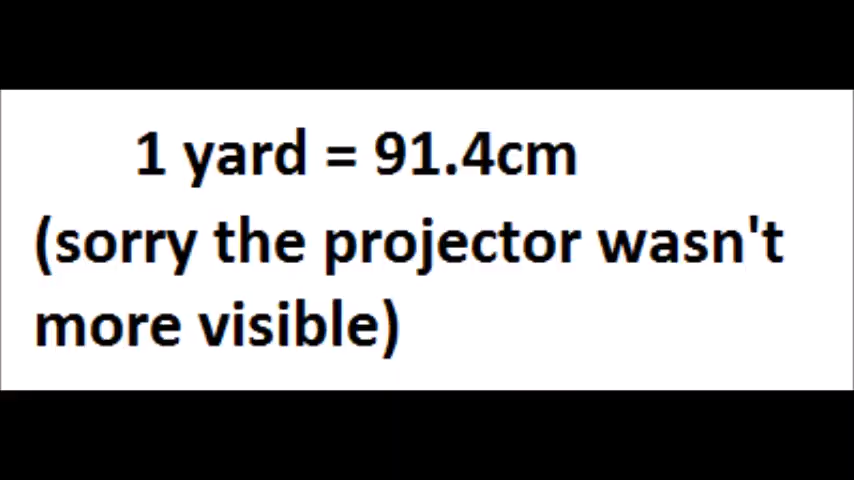 1 yard = 91.4cm
(sorry the projector wasn't
more visible)